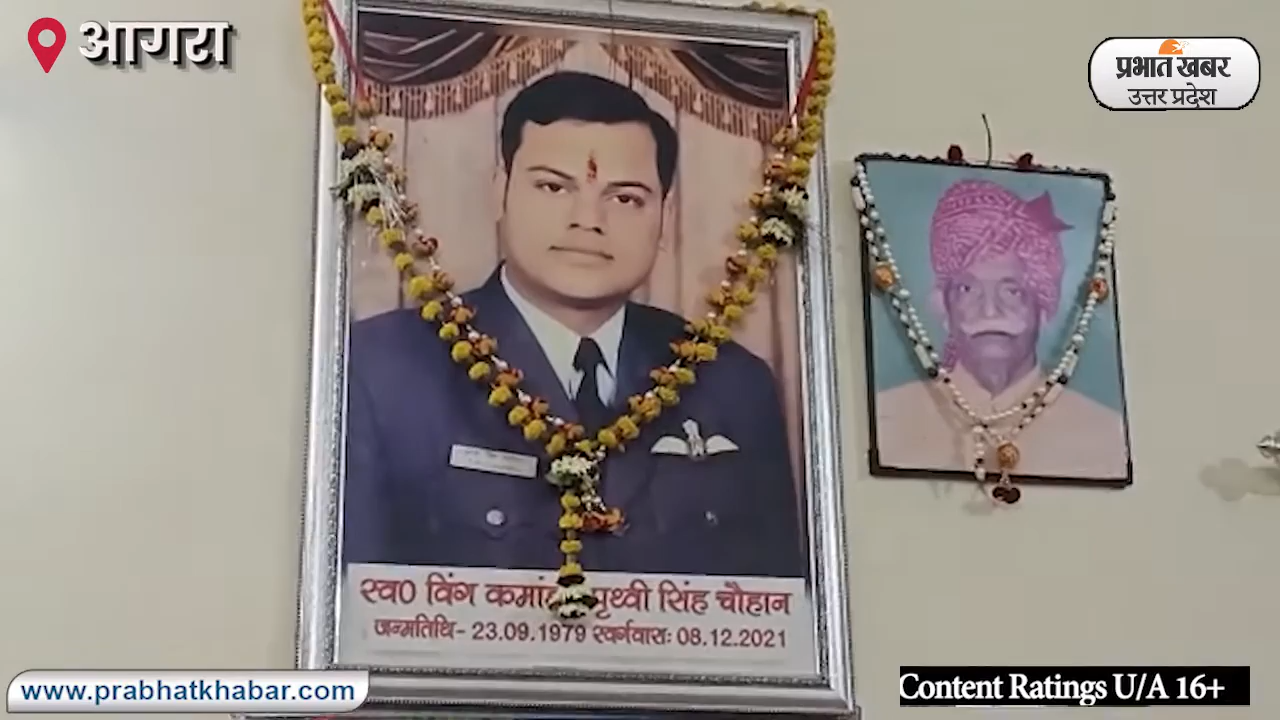 आगरा
प्रभात खबर
उत्तर प्रदेश
स्व0 विंग पृथ्वी सिंह चौहान
जन्मतिथि- 23.09.1979 स्वर्गवासः 08.12.2021
www.prabhatkhabar.com
Content Ratings U/A 16+